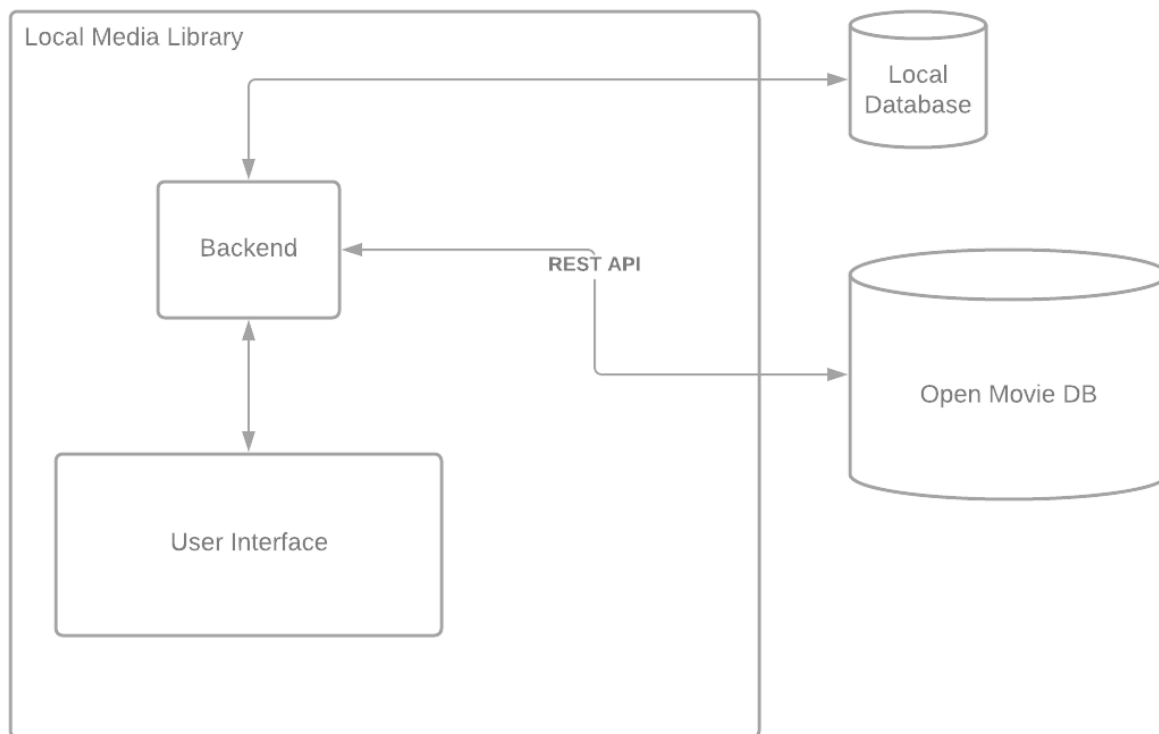 Local Media Library
Local
Database
Backend
REST API
Open Movie DB
User Interface